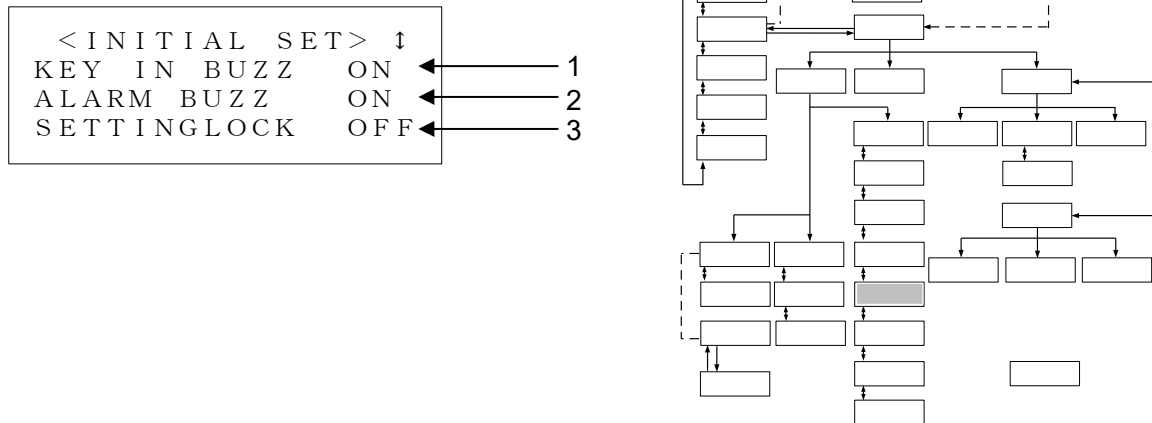 <INITIAL SET> ↕
KEY IN BUZZ ON
ALARM BUZZ ON
SETTINGLOCK OFF
1
2
3